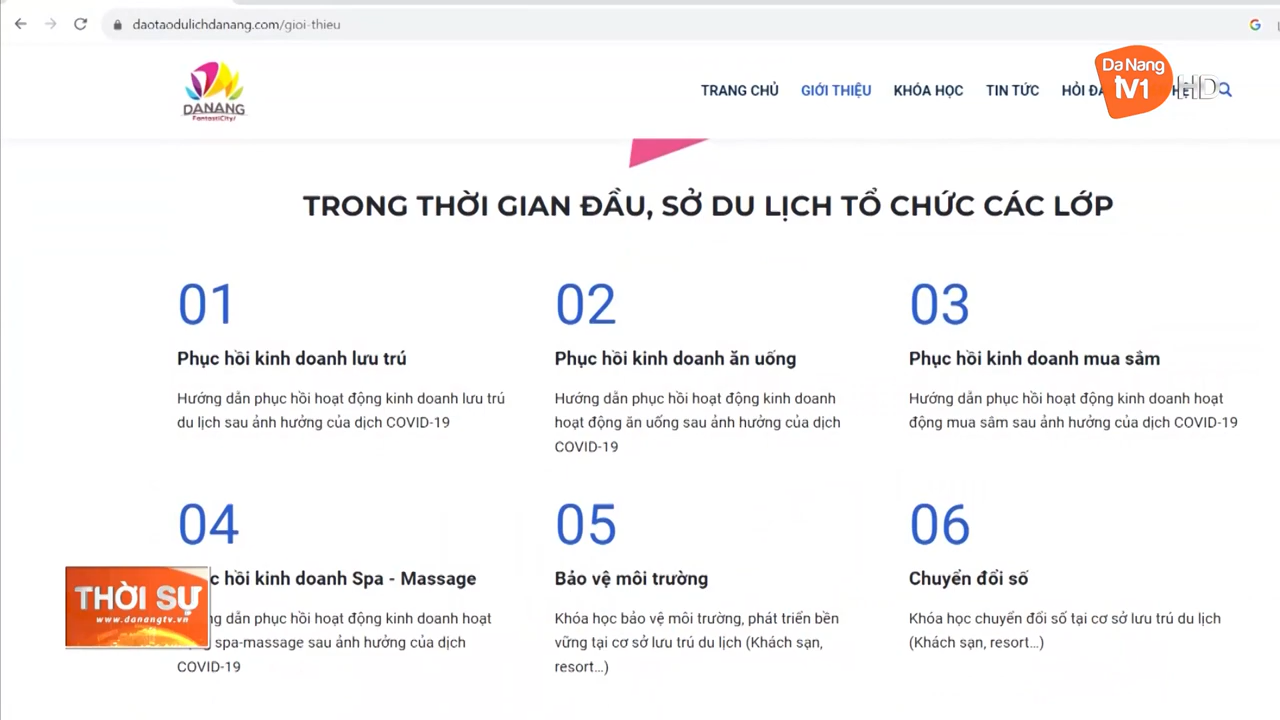 daotaodulichdanang.com/gioi-thieu
DANANG
FantastiCity!
TRANG CHỦ GIỚI THIỆU KHÓA HỌC TIN TỨC HỎI
Da Nang
TV1 HD
TRONG THỜI GIAN ĐẦU, SỞ DU LỊCH TỔ CHỨC CÁC LỚP
01
Phục hồi kinh doanh lưu trú
Hướng dẫn phục hồi hoạt động kinh doanh lưu trú
du lịch sau ảnh hưởng của dịch COVID-19
02
Phục hồi kinh doanh ăn uống
Hướng dẫn phục hồi hoạt động kinh doanh
hoạt động ăn uống sau ảnh hưởng của dịch
COVID-19
03
Phục hồi kinh doanh mua sắm
Hướng dẫn phục hồi hoạt động kinh doanh hoạt
động mua sắm sau ảnh hưởng của dịch COVID-19
04
hồi kinh doanh Spa - Massage
dẫn phục hồi hoạt động kinh doanh hoạt
spa-massage sau ảnh hưởng của dịch
COVID-19
05
Bảo vệ môi trường
Khóa học bảo vệ môi trường, phát triển bền
vững tại cơ sở lưu trú du lịch (Khách sạn,
resort...)
06
Chuyển đổi số
Khóa học chuyển đổi số tại cơ sở lưu trú du lịch
(Khách sạn, resort...)
THỜI SỰ
www.danangtv.vn